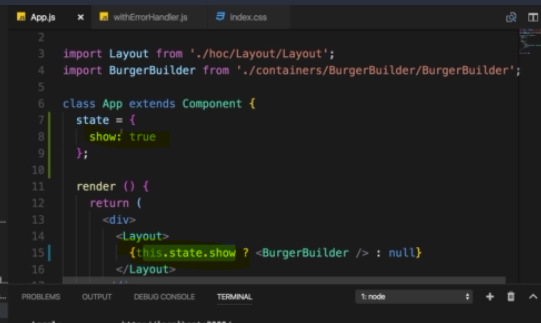 App.js
withErrorHandler.js
index.css
2
3 import Layout from './hoc/Layout/Layout';
4 import BurgerBuilder from './containers/BurgerBuilder/BurgerBuilder';
5
6 class App extends Component {
7 state = {
8 show: true
9 };
10
11 render () {
12 return (
13 <div>
14 <Layout>
15 {this.state.show ? <BurgerBuilder /> : null}
16 </Layout>
PROBLEMS OUTPUT DEBUG CONSOLE TERMINAL 1: node